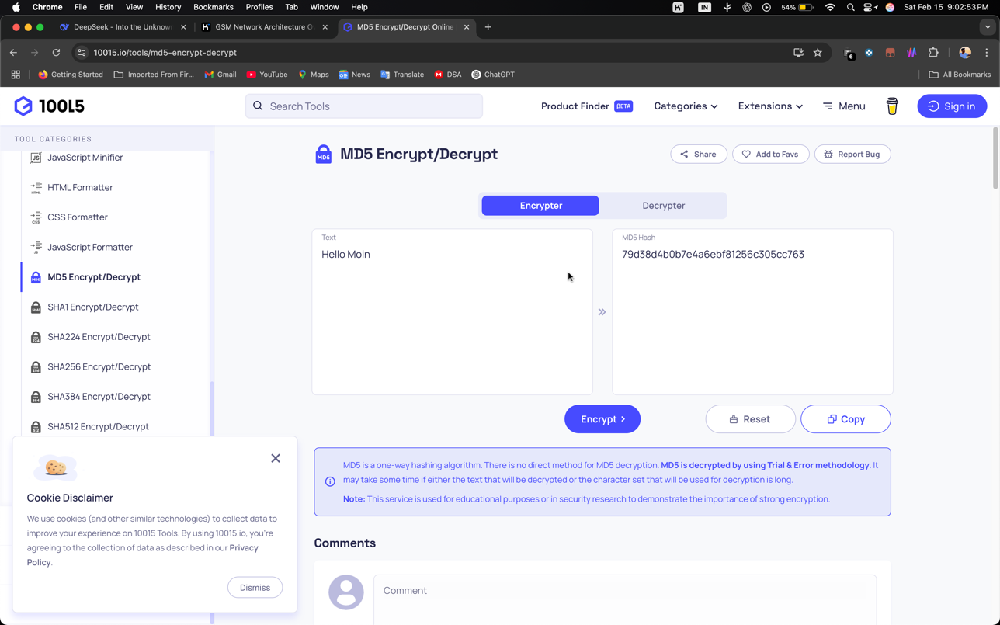 Chrome File Edit View History Bookmarks Profiles Tab Window Help IN 54% Sat Feb 15 9:02:53 PM
DeepSeek - Into the Unknown GSM Network Architecture O MD5 Encrypt/Decrypt Online
10015.io/tools/md5-encrypt-decrypt 6
Getting Started Imported From Fir... Gmail YouTube Maps News Translate DSA ChatGPT All Bookmarks
10015 Search Tools Product Finder BETA Categories Extensions Menu Sign in
TOOL CATEGORIES
JavaScript Minifier
HTML Formatter
CSS Formatter
JavaScript Formatter
MD5 Encrypt/Decrypt
SHA1 Encrypt/Decrypt
SHA224 Encrypt/Decrypt
SHA256 Encrypt/Decrypt
SHA384 Encrypt/Decrypt
SHA512 Encrypt/Decrypt
MD5 Encrypt/Decrypt Share Add to Favs Report Bug
Encrypter Decrypter
Text
Hello Moin
MD5 Hash
79d38d4b0b7e4a6ebf81256c305cc763
Encrypt Reset Copy
MD5 is a one-way hashing algorithm. There is no direct method for MD5 decryption. MD5 is decrypted by using Trial & Error methodology. It
may take some time if either the text that will be decrypted or the character set that will be used for decryption is long.
Note: This service is used for educational purposes or in security research to demonstrate the importance of strong encryption.
Comments
Comment
Cookie Disclaimer
We use cookies (and other similar technologies) to collect data to
improve your experience on 10015 Tools. By using 10015.io, you're
agreeing to the collection of data as described in our Privacy
Policy.
Dismiss